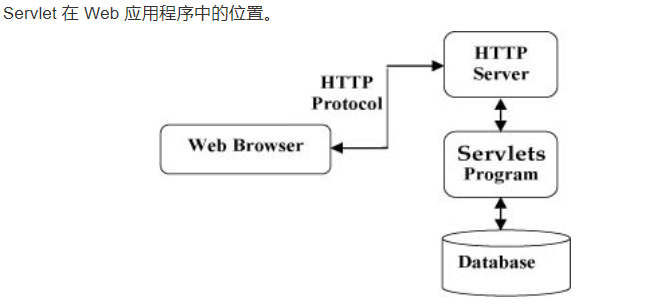 Servlet 在 Web 应用程序中的位置。
HTTP
Server
HTTP
Protocol
Web Browser
Servlets
Program
Database